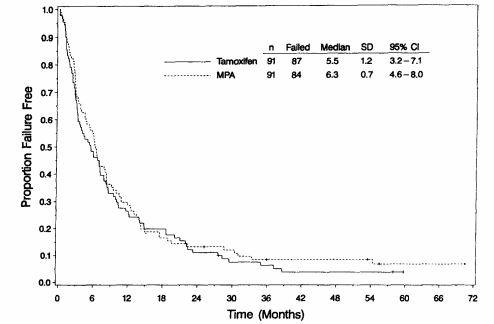 1.0
0.9
0.8
0.7
0.6
0.5
0.4
0.3
0.2
0.1
0.0
Proportion Failure Free
n Failed Median SD 95% CI
Tamoxifen 91 87 5.5 1.2 3.2–7.1
MPA 91 84 6.3 0.7 4.6–8.0
0 6 12 18 24 30 36 42 48 54 60 66 72
Time (Months)